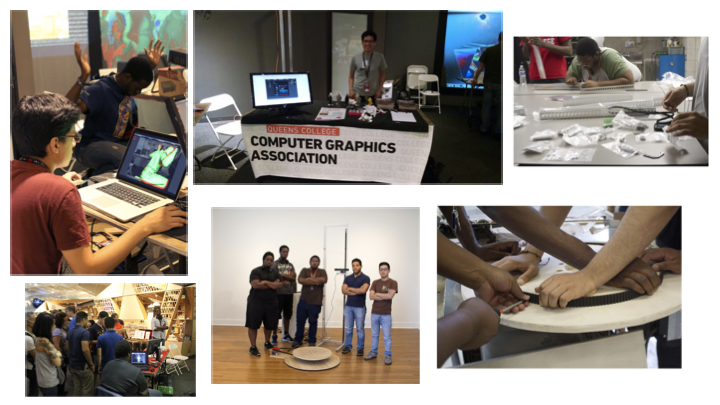 QUEENS COLLEGE
COMPUTER GRAPHICS
ASSOCIATION